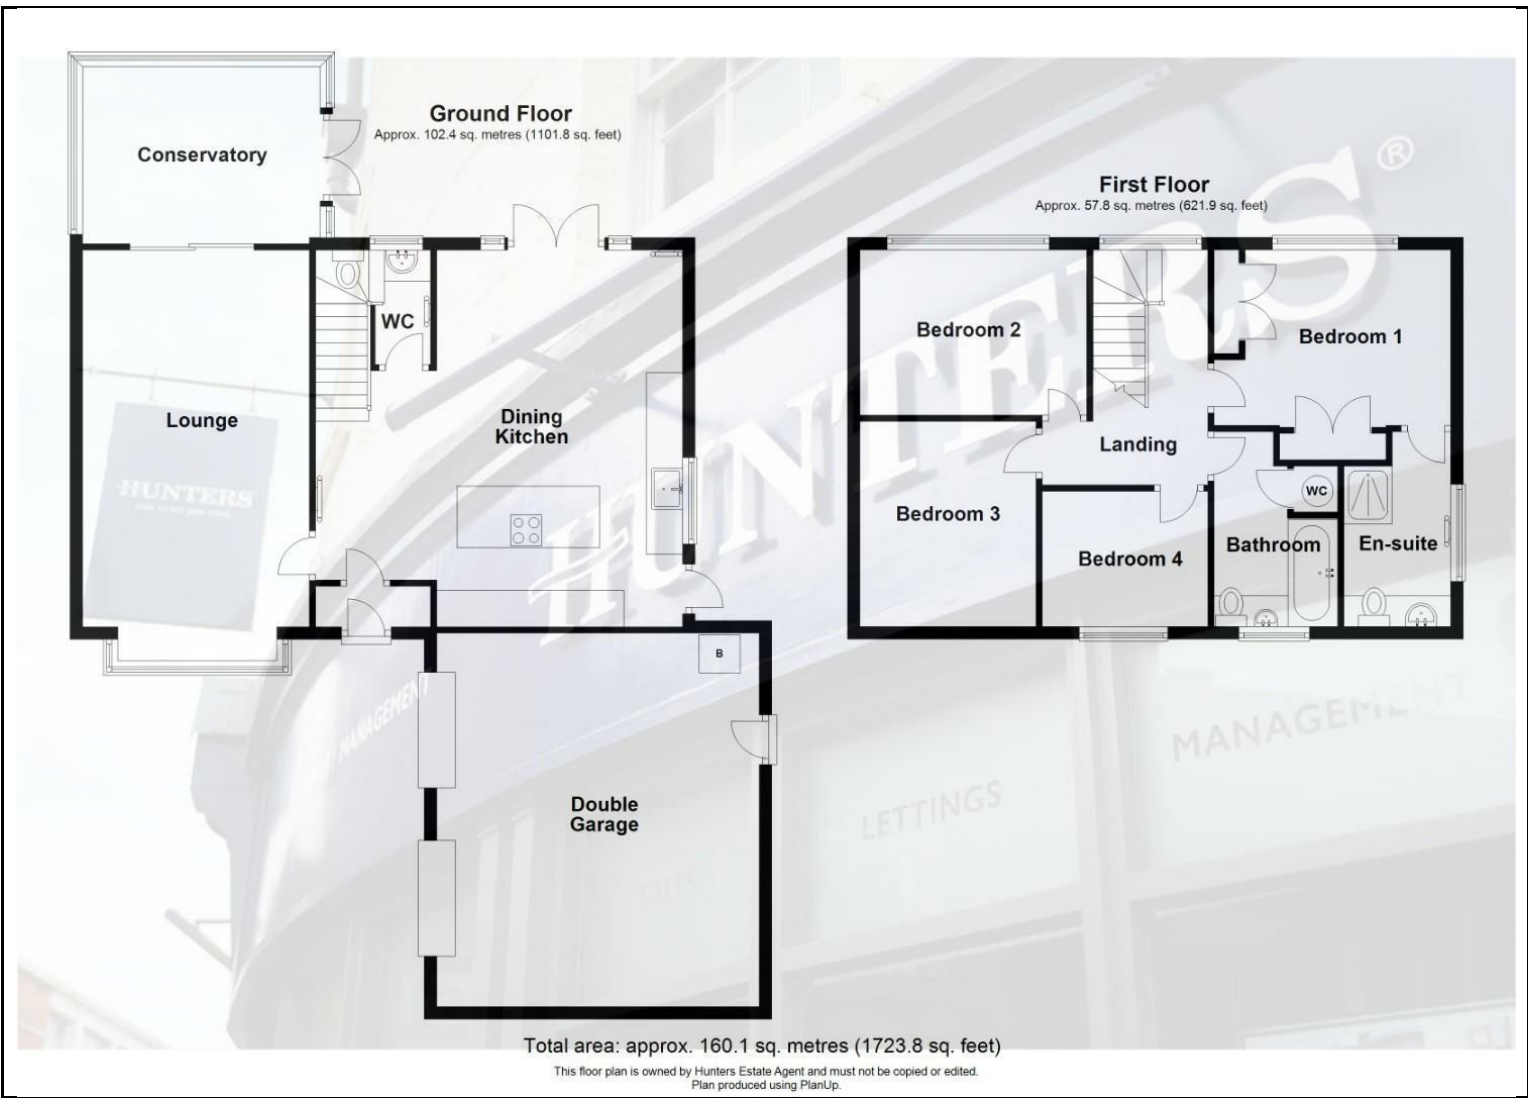 Ground Floor
Approx. 102.4 sq. metres (1101.8 sq. feet)
Conservatory
WC
Lounge
Dining
Kitchen
B
Double
Garage
First Floor
Approx. 57.8 sq. metres (621.9 sq. feet)
Bedroom 2
Bedroom 1
Landing
WC
Bedroom 3
Bedroom 4
Bathroom
En-suite
HUNTERS®
HUNTERS
MANAGEMENT
SALES
LETTINGS
MANAGEMENT
Total area: approx. 160.1 sq. metres (1723.8 sq. feet)
This floor plan is owned by Hunters Estate Agent and must not be copied or edited.
Plan produced using PlanUp.